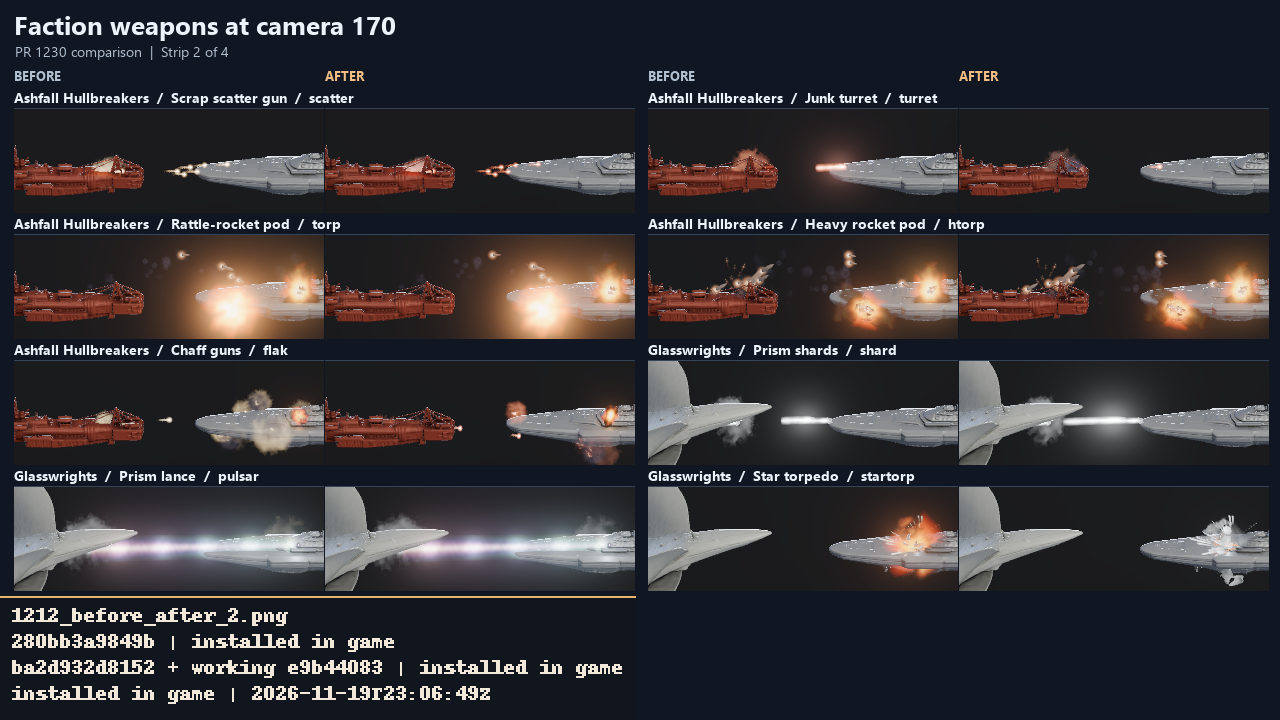 Faction weapons at camera 170
PR 1230 comparison | Strip 2 of 4
BEFORE AFTER BEFORE AFTER
Ashfall Hullbreakers / Scrap scatter gun / scatter
Ashfall Hullbreakers / Junk turret / turret
Ashfall Hullbreakers / Rattle-rocket pod / torp
Ashfall Hullbreakers / Heavy rocket pod / htorp
Ashfall Hullbreakers / Chaff guns / flak
Glasswrights / Prism shards / shard
Glasswrights / Prism lance / pulsar
Glasswrights / Star torpedo / startorp
1212_before_after_2.png
280bb3a9849b | installed in game
ba2d932d8152 + working e9b44083 | installed in game
installed in game | 2026-11-19T23:06:49Z